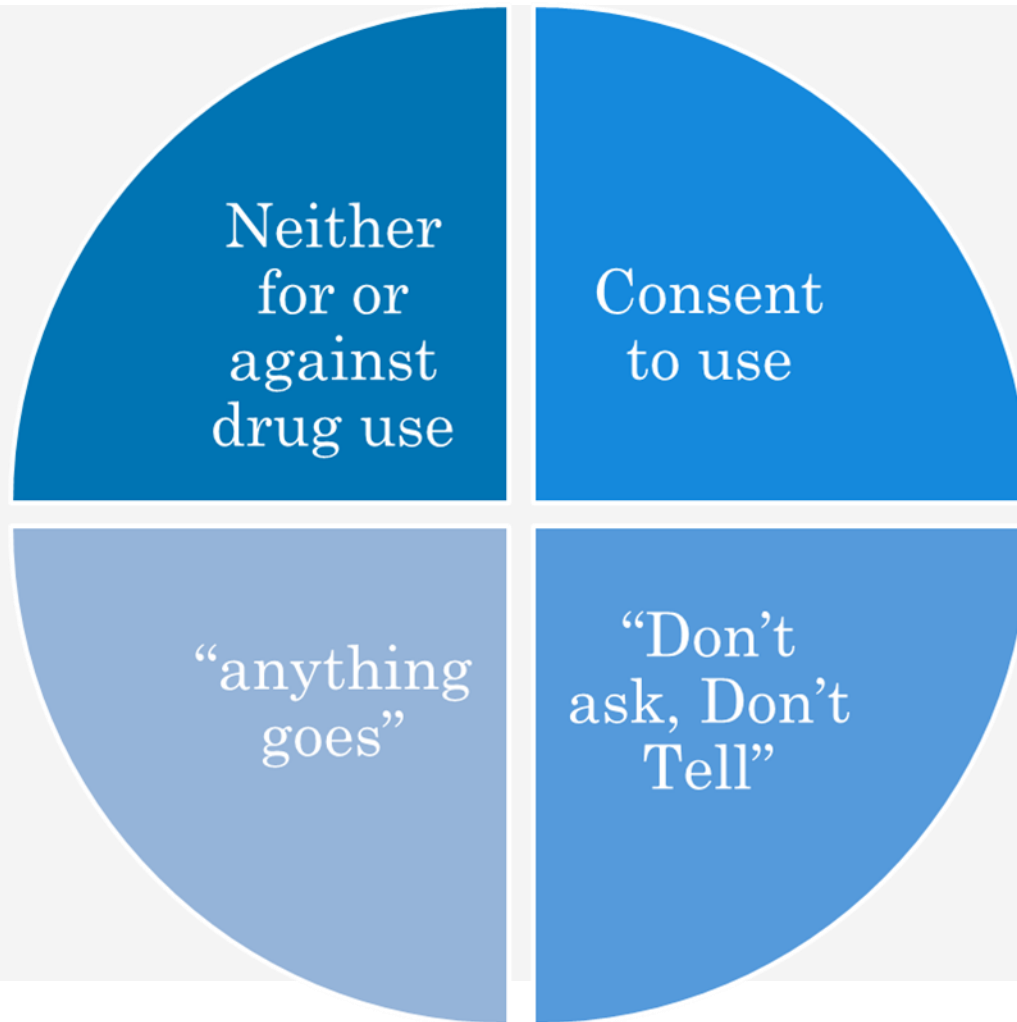 Neither
for or
against
drug use
Consent
to use
“anything
goes”
“Don’t
ask, Don’t
Tell”